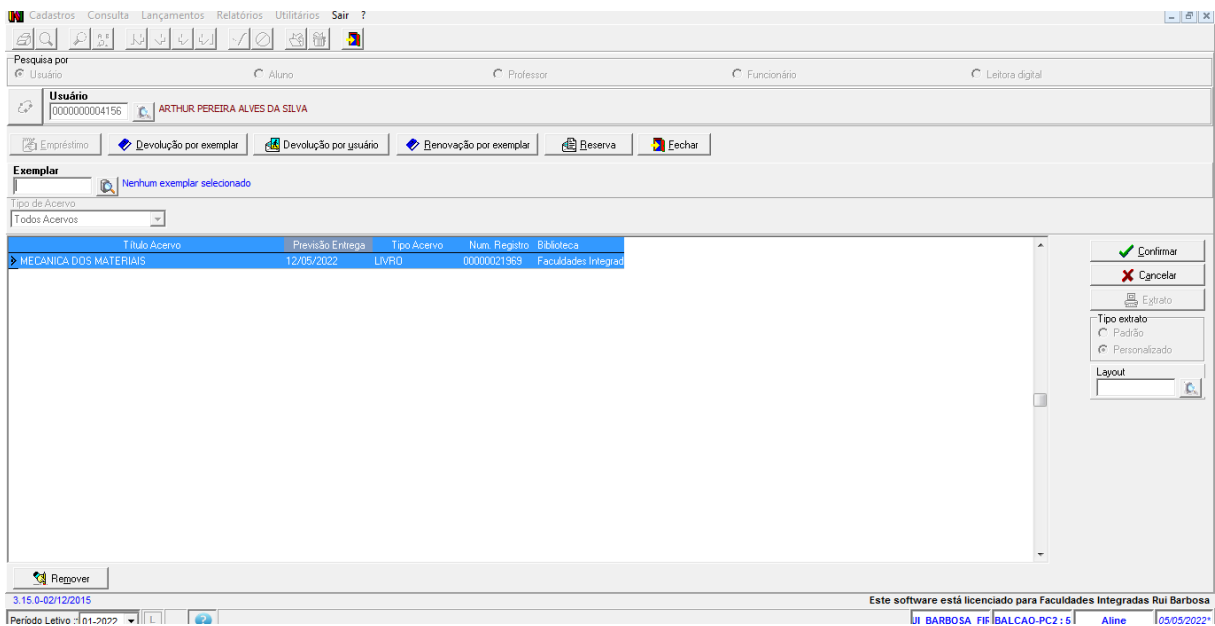 Cadastros Consulta Lançamentos Relatórios Utilitários Sair ?
Pesquisa por
Usuário Aluno Professor Funcionário Leitora digital
Usuário
0000000004156 ARTHUR PEREIRA ALVES DA SILVA
Empréstimo Devolução por exemplar Devolução por usuário Renovação por exemplar Reserva Fechar
Exemplar
Nenhum exemplar selecionado
Tipo de Acervo
Todos Acervos
Título Acervo Previsão Entrega Tipo Acervo Num. Registro Biblioteca
MECANICA DOS MATERIAIS 12/05/2022 LIVRO 00000021969 Faculdades Integrad
Confirmar
Cancelar
Extrato
Tipo extrato
Padrão
Personalizado
Layout
Remover
3.15.0-02/12/2015 Este software está licenciado para Faculdades Integradas Rui Barbosa
Período Letivo :: 01-2022 L ? UI BARBOSA FIR BALCAO-PC2 : 5 Aline 05/05/2022*